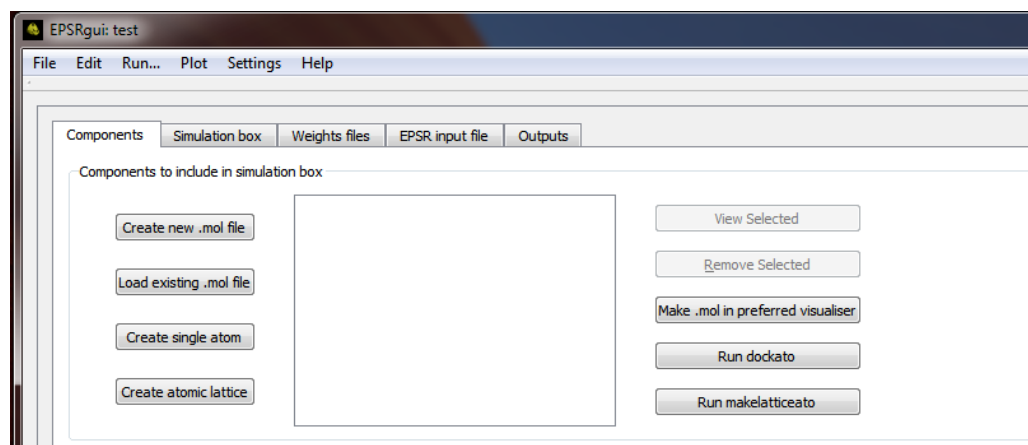 EPSRgui: test
File Edit Run... Plot Settings Help
Components Simulation box Weights files EPSR input file Outputs
Components to include in simulation box
Create new .mol file
View Selected
Load existing .mol file
Remove Selected
Make .mol in preferred visualiser
Create single atom
Run dockato
Create atomic lattice
Run makelatticeato